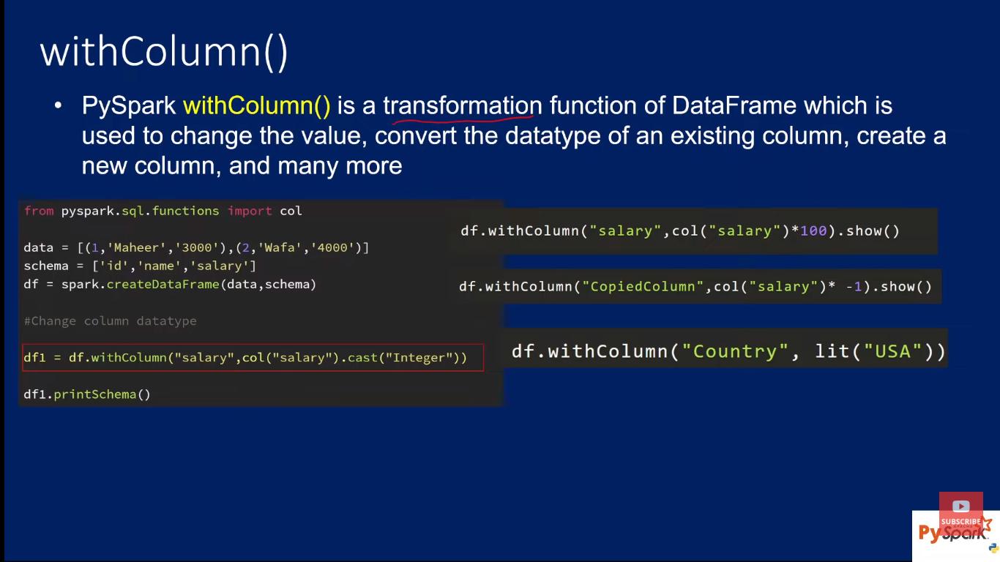 withColumn()
• PySpark withColumn() is a transformation function of DataFrame which is
used to change the value, convert the datatype of an existing column, create a
new column, and many more
from pyspark.sql.functions import col
data = [(1,'Maheer','3000'),(2,'Wafa','4000')]
schema = ['id','name','salary']
df = spark.createDataFrame(data,schema)
#Change column datatype
df1 = df.withColumn("salary",col("salary").cast("Integer"))
df1.printSchema()
df.withColumn("salary",col("salary")*100).show()
df.withColumn("CopiedColumn",col("salary")* -1).show()
df.withColumn("Country", lit("USA"))
SUBSCRIBE
APACHE
PySpark